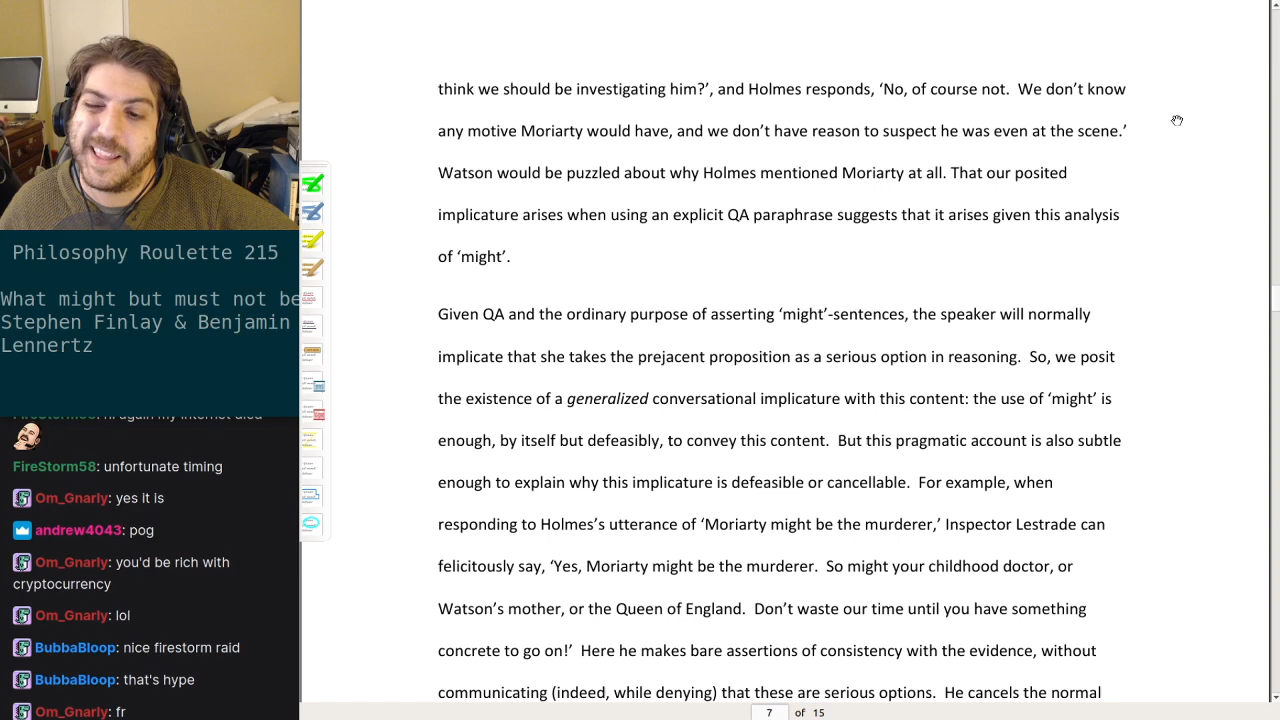 Philosophy Roulette 215
What might but must not be
Stephen Finlay & Benjamin
Lennertz
FireStorm58: hi again my internet died
FireStorm58: unfortunate timing
Om_Gnarly: yes it is
andrew4043: pog
Om_Gnarly: you'd be rich with
cryptocurrency
Om_Gnarly: lol
BubbaBloop: nice firestorm raid
BubbaBloop: that's hype
Om_Gnarly: fr
think we should be investigating him?’, and Holmes responds, ‘No, of course not.  We don’t know
any motive Moriarty would have, and we don’t have reason to suspect he was even at the scene.’
Watson would be puzzled about why Holmes mentioned Moriarty at all. That our posited
implicature arises when using an explicit QA paraphrase suggests that it arises given this analysis
of ‘might’.
Given QA and the ordinary purpose of asserting ‘might’-sentences, the speaker will normally
implicate that she takes the prejacent proposition as a serious option in reasoning.  So, we posit
the existence of a generalized conversational implicature with this content: the use of ‘might’ is
enough, by itself but defeasibly, to convey this content.  But this pragmatic account is also subtle
enough to explain why this implicature is defeasible or cancellable.  For example, when
responding to Holmes’s utterance of ‘Moriarty might be the murderer,’ Inspector Lestrade can
felicitously say, ‘Yes, Moriarty might be the murderer.  So might your childhood doctor, or
Watson’s mother, or the Queen of England.  Don’t waste our time until you have something
concrete to go on!’  Here he makes bare assertions of consistency with the evidence, without
communicating (indeed, while denying) that these are serious options.  He cancels the normal
7 of 15